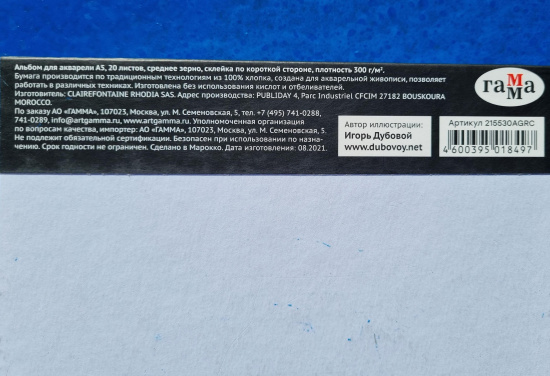 Альбом для акварели А5, 20 листов, среднее зерно, склейка по короткой стороне, плотность 300 г/м².
Бумага производится по традиционным технологиям из 100% хлопка, создана для акварельной живописи, позволяет
работать в различных техниках. Изготовлена без использования кислот и отбеливателей.
Изготовитель: CLAIREFONTAINE RHODIA SAS. Адрес производства: PUBLIDAY 4, Parc Industriel CFCIM 27182 BOUSKOURA
MOROCCO.
По заказу АО «ГАММА», 107023, Москва, ул. М. Семеновская, 5, тел. +7 (495) 741-0288,
741-0289, info@artgamma.ru, www.artgamma.ru. Уполномоченная организация
по вопросам качества, импортер: АО «ГАММА», 107023, Москва, ул. М. Семеновская, 5.
Не подлежит обязательной сертификации. Безопасен при использовании по назна-
чению. Срок годности не ограничен. Сделано в Марокко. Дата изготовления: 08.2021.
Автор иллюстрации:
Игорь Дубовой
www.dubovoy.net
гамма
Артикул 215530AGRC
4600395018497